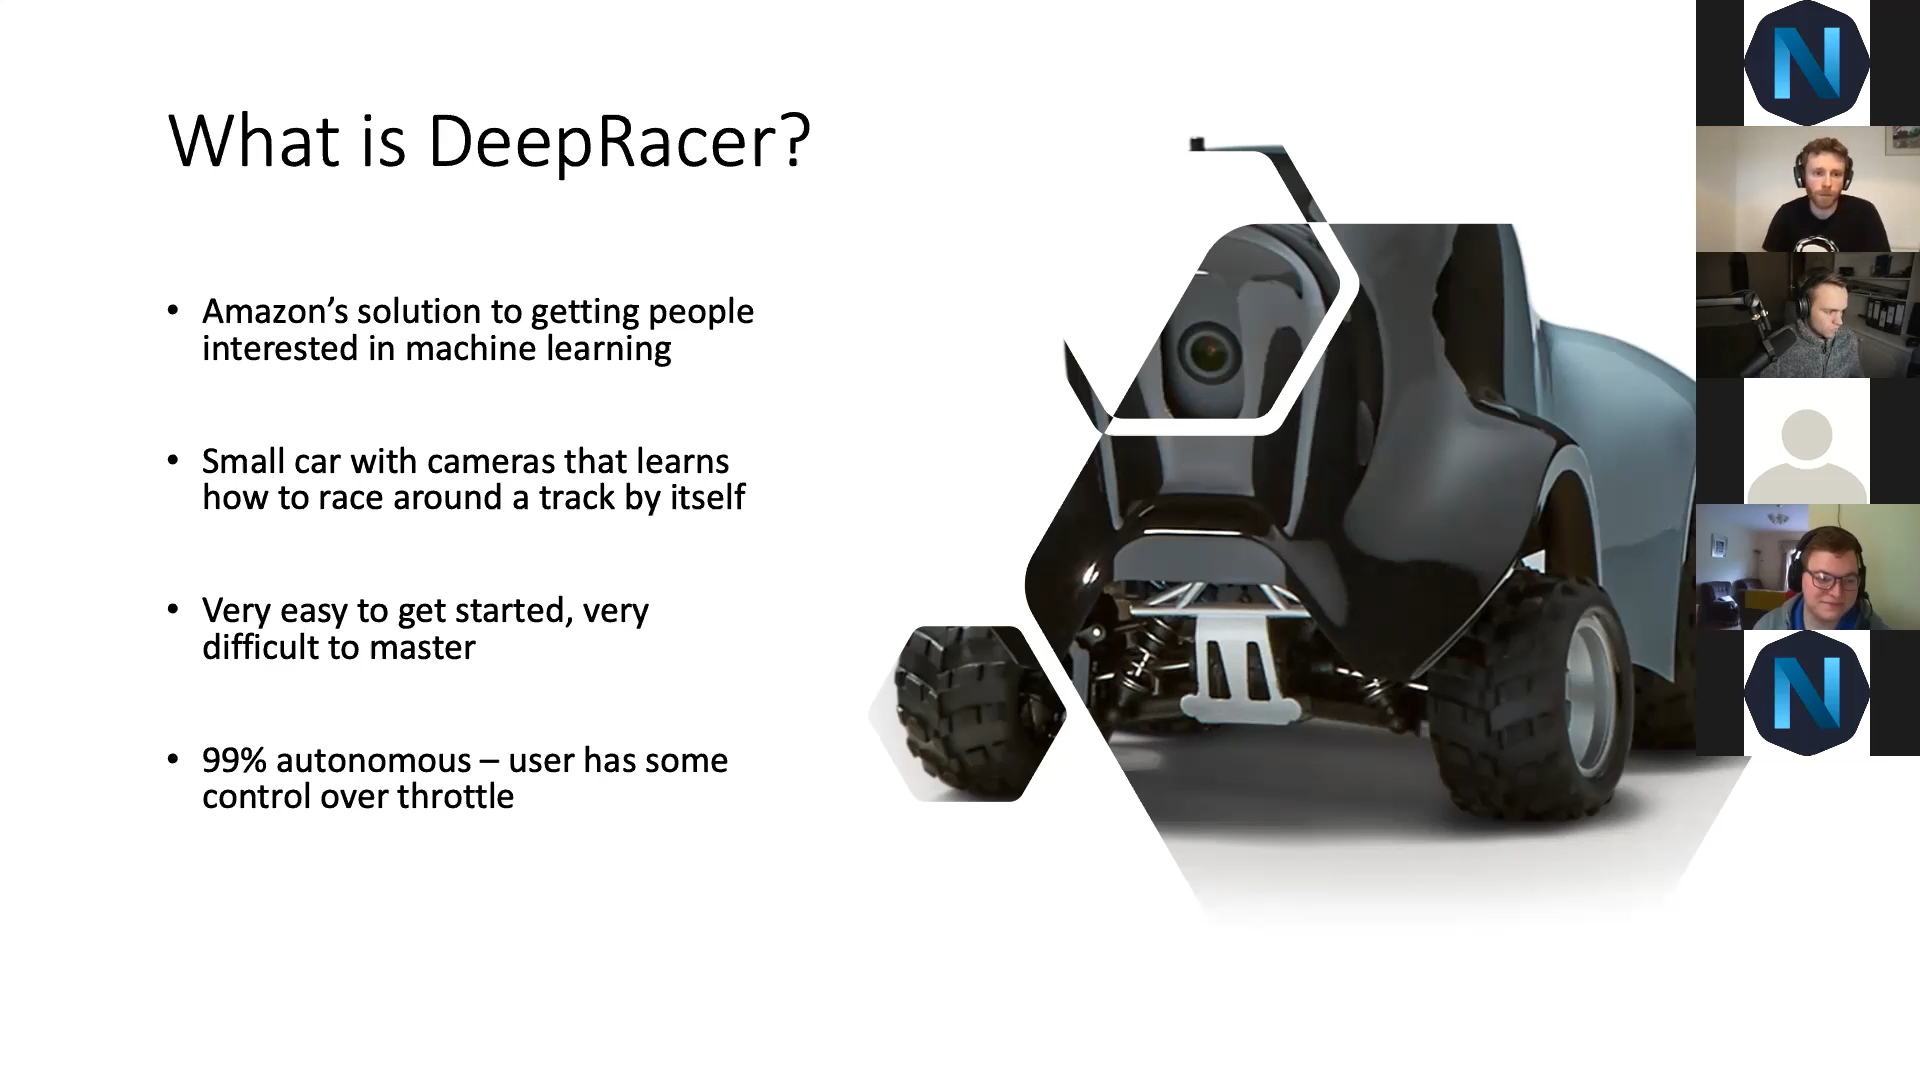 What is DeepRacer?
• Amazon’s solution to getting people
interested in machine learning
• Small car with cameras that learns
how to race around a track by itself
• Very easy to get started, very
difficult to master
• 99% autonomous – user has some
control over throttle
N
N